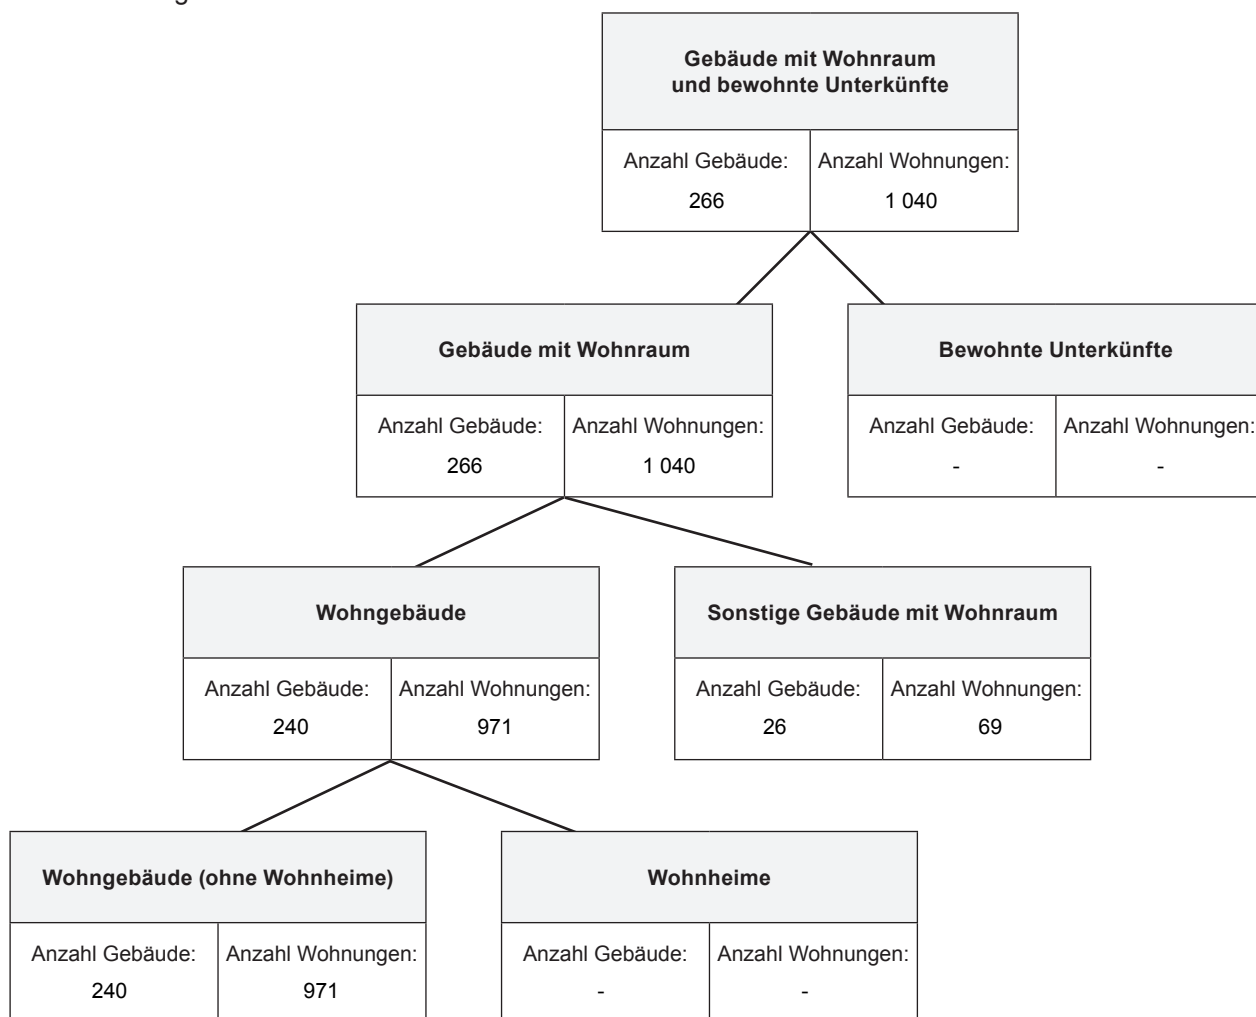 Gebäude mit Wohnraum
und bewohnte Unterkünfte
Anzahl Gebäude: Anzahl Wohnungen:
266 1 040
Gebäude mit Wohnraum Bewohnte Unterkünfte
Anzahl Gebäude: Anzahl Wohnungen: Anzahl Gebäude: Anzahl Wohnungen:
266 1 040 - -
Wohngebäude Sonstige Gebäude mit Wohnraum
Anzahl Gebäude: Anzahl Wohnungen: Anzahl Gebäude: Anzahl Wohnungen:
240 971 26 69
Wohngebäude (ohne Wohnheime) Wohnheime
Anzahl Gebäude: Anzahl Wohnungen: Anzahl Gebäude: Anzahl Wohnungen:
240 971 - -